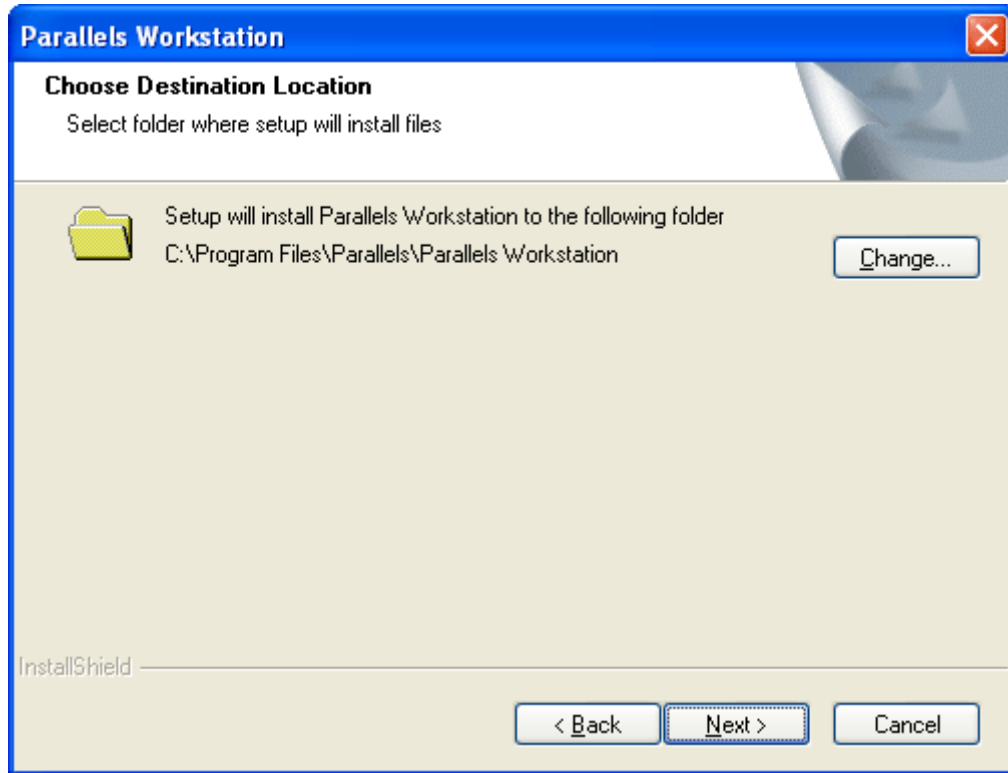 Parallels Workstation
Choose Destination Location
Select folder where setup will install files
Setup will install Parallels Workstation to the following folder
C:\Program Files\Parallels\Parallels Workstation
Change...
InstallShield
< Back
Next >
Cancel